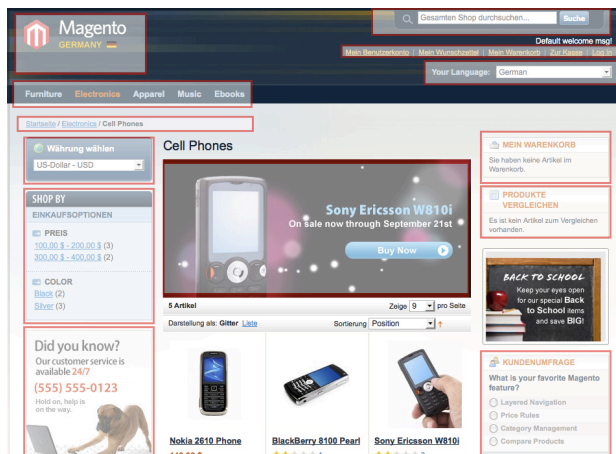 Magento
GERMANY
Gesamten Shop durchsuchen...
Suche
Default welcome msg!
Mein Benutzerkonto | Mein Wunschzettel | Mein Warenkorb | Zur Kasse | Log In
Your Language: German
Furniture Electronics Apparel Music Ebooks
Startseite / Electronics / Cell Phones
Währung wählen
US-Dollar - USD
SHOP BY
EINKAUFSOPTIONEN
PREIS
100,00 $ - 200,00 $ (3)
300,00 $ - 400,00 $ (2)
COLOR
Black (2)
Silver (3)
Did you know?
Our customer service is
available 24/7
(555) 555-0123
Hold on, help is
on the way.
Cell Phones
Sony Ericsson W810i
On sale now through September 21st
Buy Now
5 Artikel
Zeige 9 pro Seite
Darstellung als: Gitter Liste
Sortierung Position
Nokia 2610 Phone
BlackBerry 8100 Pearl
Sony Ericsson W810i
MEIN WARENKORB
Sie haben keine Artikel im
Warenkorb.
PRODUKTE
VERGLEICHEN
Es ist kein Artikel zum Vergleichen
vorhanden.
BACK TO SCHOOL
Keep your eyes open
for our special Back
to School items
and save BIG!
KUNDENUMFRAGE
What is your favorite Magento
feature?
Layered Navigation
Price Rules
Category Management
Compare Products